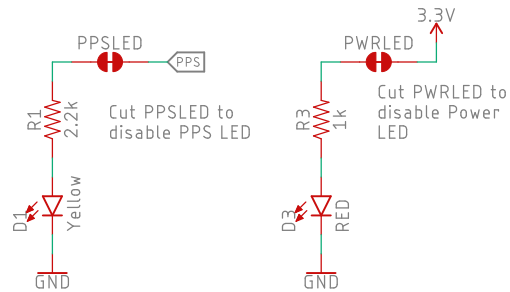 PPSLED
PPS
R1
2.2k
Cut PPSLED to
disable PPS LED
D1
Yellow
GND
3.3V
PWRLED
R3
1k
Cut PWRLED to
disable Power
LED
D3
RED
GND